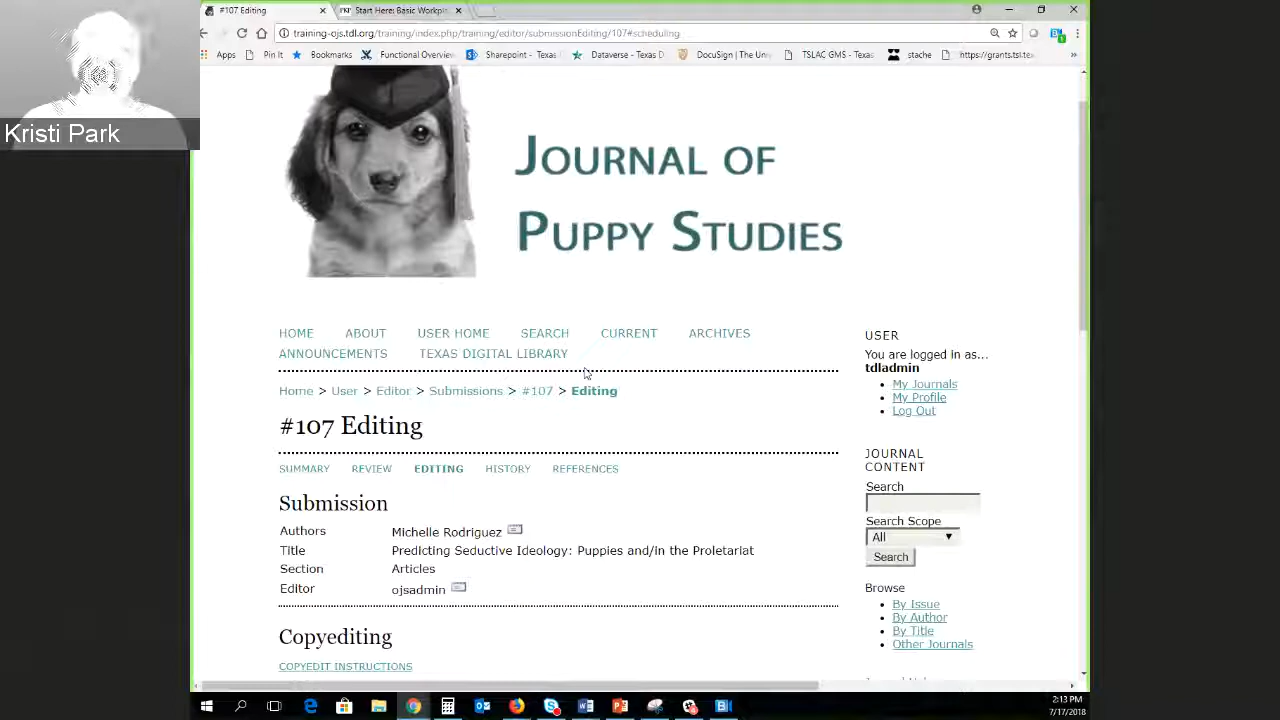 Kristi Park
#107 Editing
Start Here: Basic Workpl
training-ojs.tdl.org/training/index.php/training/editor/submissionEditing/107#scheduling
Apps Pin It Bookmarks Functional Overview Sharepoint - Texas Dataverse - Texas D DocuSign | The Uni TSLAC GMS - Texas stache https://grants.tsl.tex »
JOURNAL OF
PUPPY STUDIES
HOME ABOUT USER HOME SEARCH CURRENT ARCHIVES
ANNOUNCEMENTS TEXAS DIGITAL LIBRARY
Home > User > Editor > Submissions > #107 > Editing
#107 Editing
SUMMARY REVIEW EDITING HISTORY REFERENCES
Submission
Authors Michelle Rodriguez
Title Predicting Seductive Ideology: Puppies and/in the Proletariat
Section Articles
Editor ojsadmin
Copyediting
COPYEDIT INSTRUCTIONS
USER
You are logged in as...
tdladmin
My Journals
My Profile
Log Out
JOURNAL
CONTENT
Search
Search Scope
All
Search
Browse
By Issue
By Author
By Title
Other Journals
2:13 PM
7/17/2018